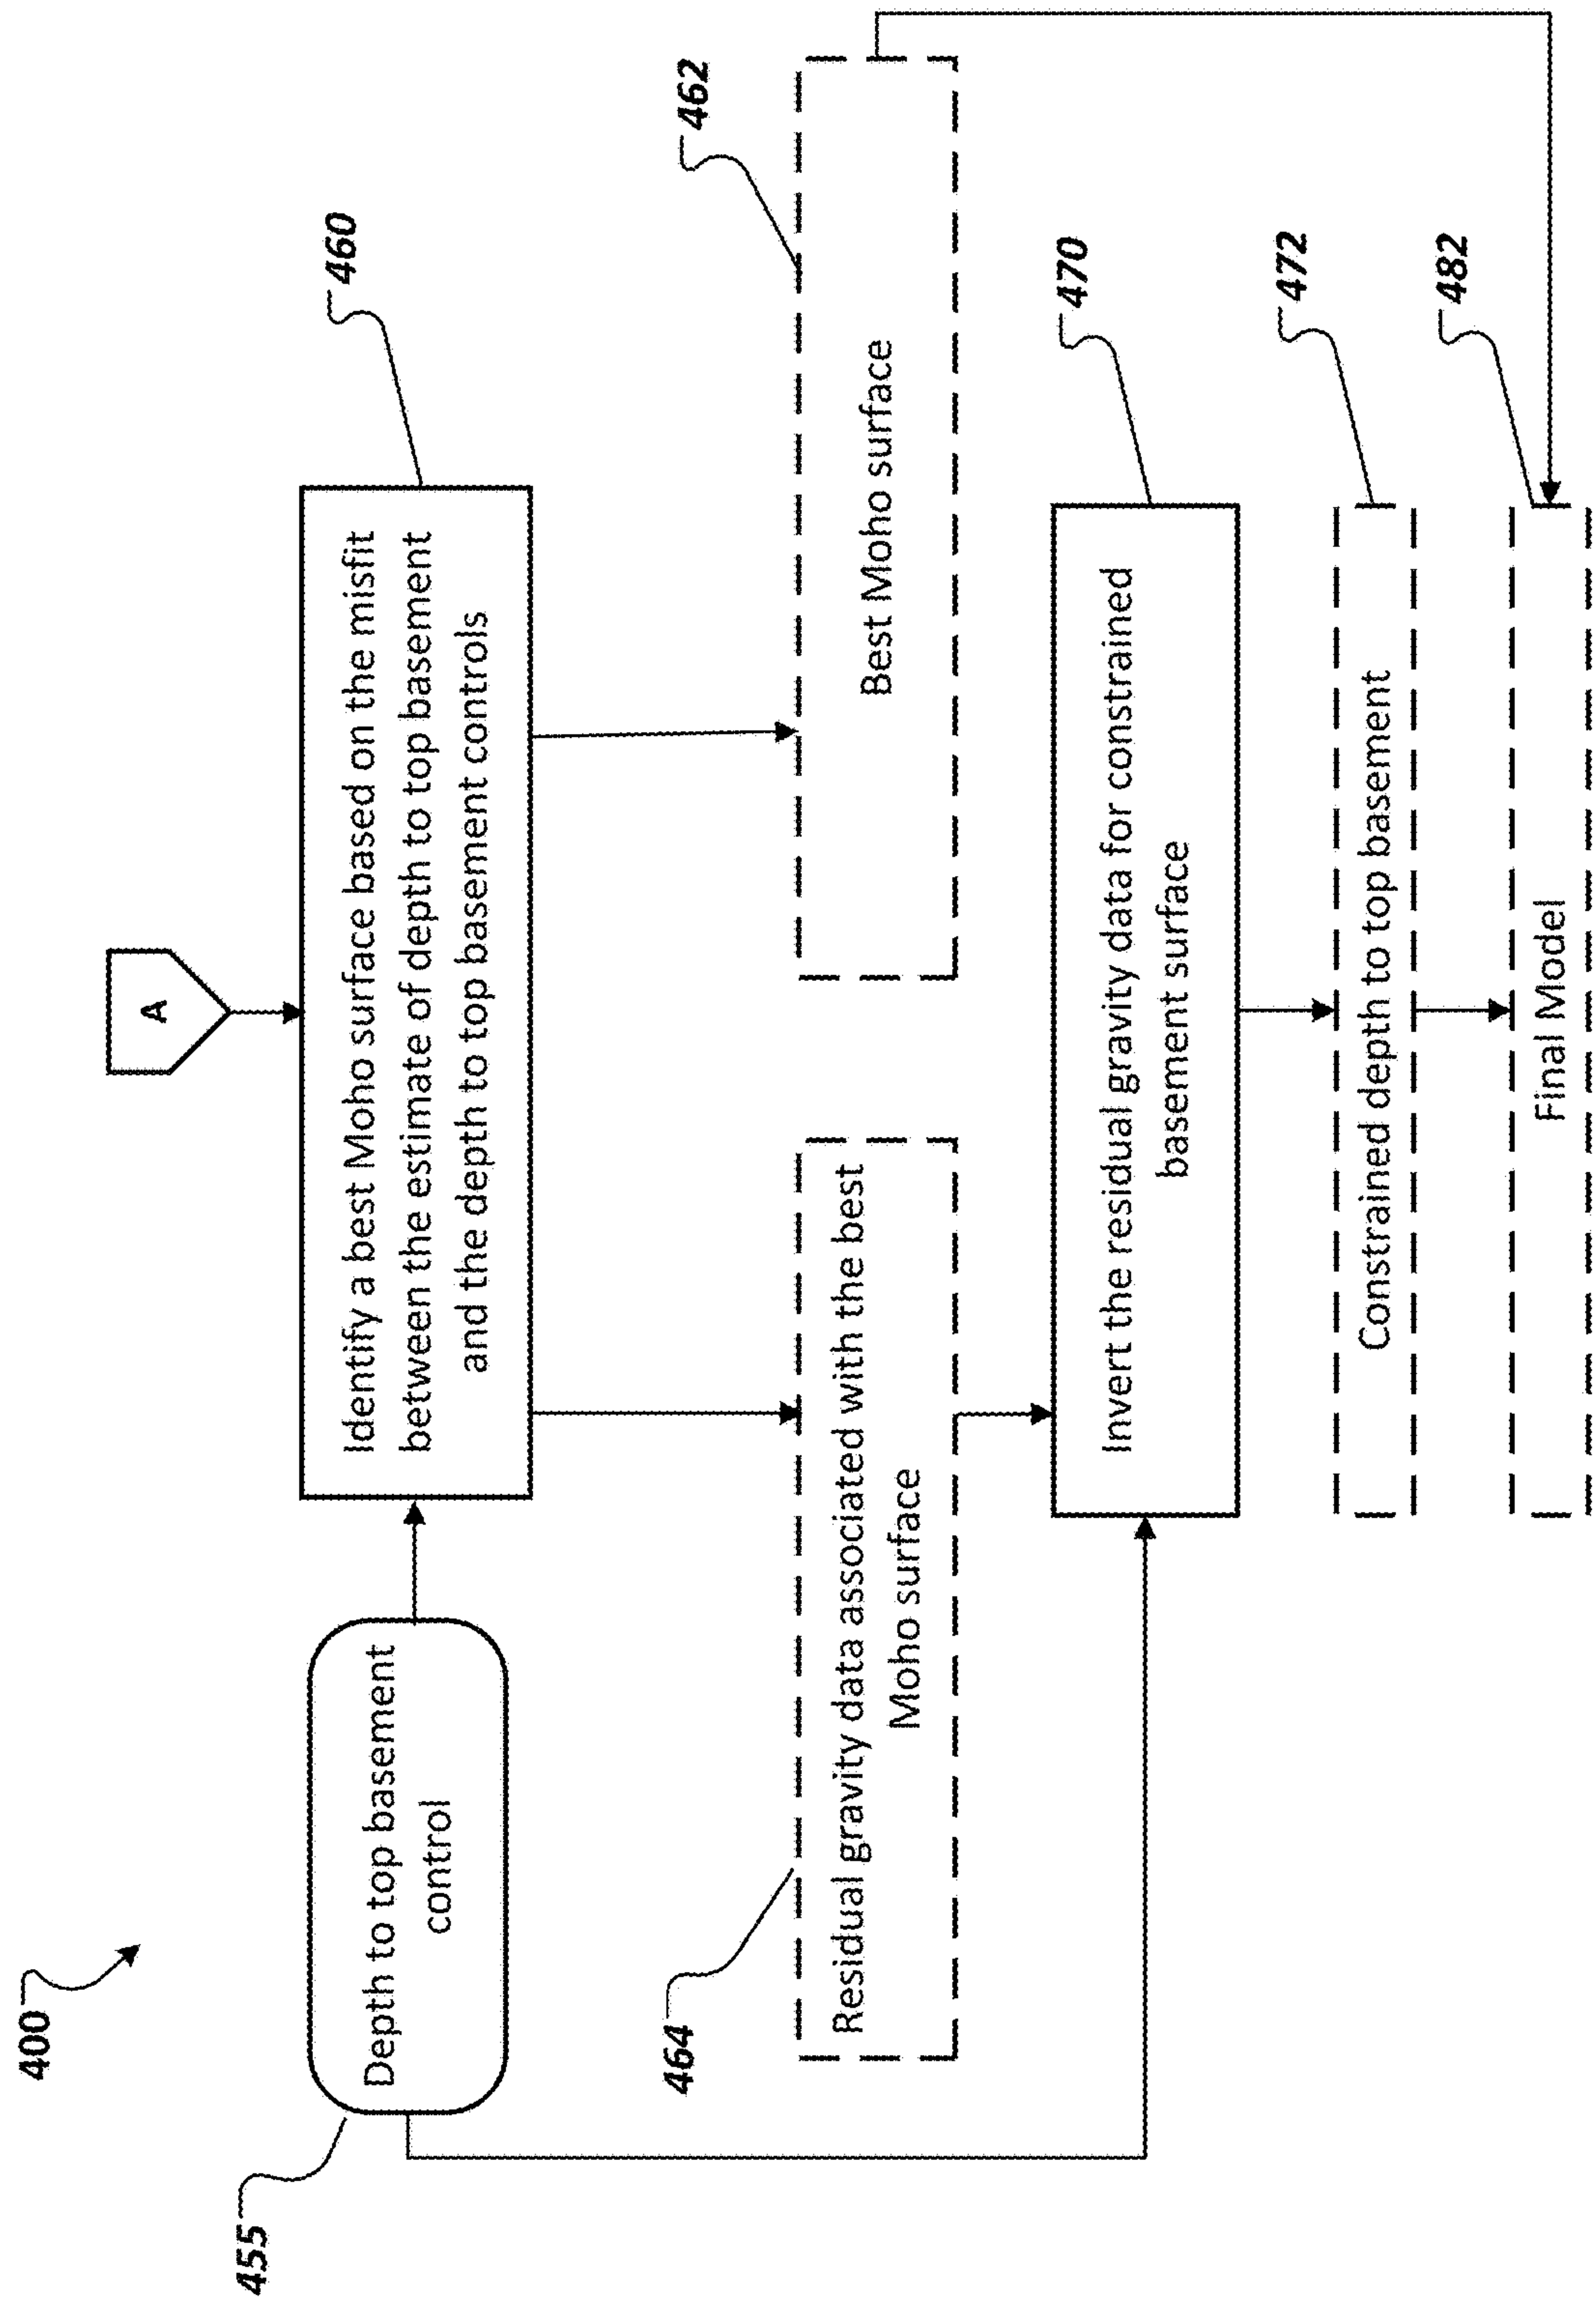 400
A
455
Depth to top basement
control
460
Identify a best Moho surface based on the misfit
between the estimate of depth to top basement
and the depth to top basement controls
464
Residual gravity data associated with the best
Moho surface
462
Best Moho surface
470
Invert the residual gravity data for constrained
basement surface
472
Constrained depth to top basement
482
Final Model